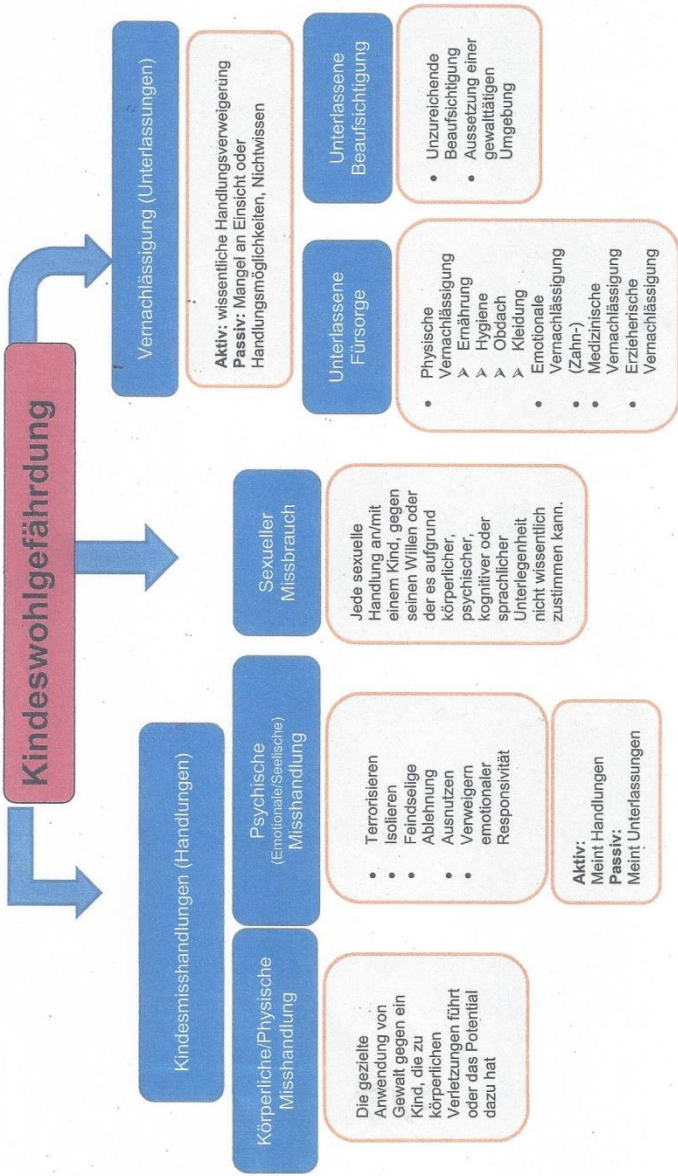 Kindeswohlgefährdung
Kindesmisshandlungen (Handlungen)
Körperliche/Physische
Misshandlung
Die gezielte
Anwendung von
Gewalt gegen ein
Kind, die zu
körperlichen
Verletzungen führt
oder das Potential
dazu hat
Psychische
(Emotionale/Seelische)
Misshandlung
• Terrorisieren
• Isolieren
• Feindselige
Ablehnung
• Ausnutzen
• Verweigern
emotionaler
Responsivität
Aktiv:
Meint Handlungen
Passiv:
Meint Unterlassungen
Sexueller
Missbrauch
Jede sexuelle
Handlung an/mit
einem Kind, gegen
seinen Willen oder
der es aufgrund
körperlicher,
psychischer,
kognitiver oder
sprachlicher
Unterlegenheit
nicht wissentlich
zustimmen kann.
Vernachlässigung (Unterlassungen)
Aktiv: wissentliche Handlungsverweigerung
Passiv: Mangel an Einsicht oder
Handlungsmöglichkeiten, Nichtwissen
Unterlassene
Fürsorge
• Physische
Vernachlässigung
➢ Ernährung
➢ Hygiene
➢ Obdach
➢ Kleidung
• Emotionale
Vernachlässigung
• (Zahn-)
• Medizinische
Vernachlässigung
• Erzieherische
Vernachlässigung
Unterlassene
Beaufsichtigung
• Unzureichende
Beaufsichtigung
• Aussetzung einer
gewalttätigen
Umgebung